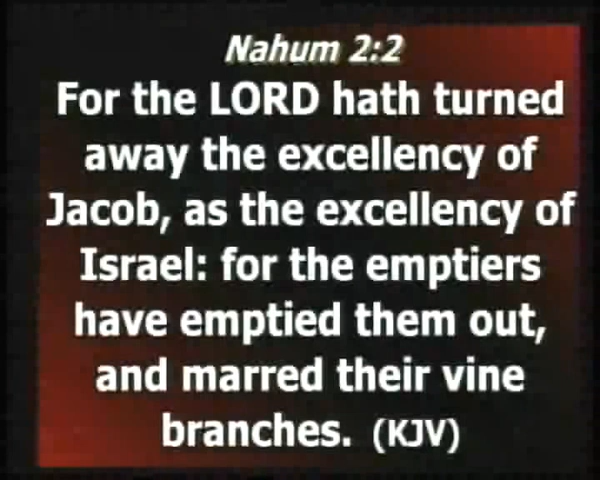 Nahum 2:2
For the LORD hath turned
away the excellency of
Jacob, as the excellency of
Israel: for the emptiers
have emptied them out,
and marred their vine
branches. (KJV)